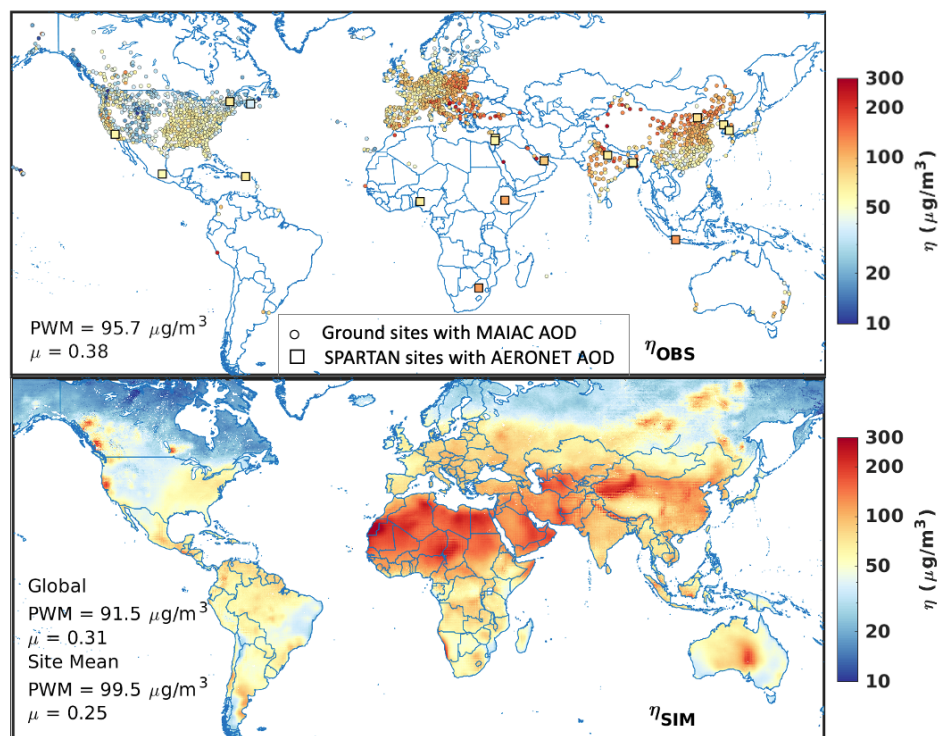 300
200
100
50
20
10
η (μg/m³)
PWM = 95.7 μg/m³
μ = 0.38
○ Ground sites with MAIAC AOD
□ SPARTAN sites with AERONET AOD
ηOBS
300
200
100
50
20
10
η (μg/m³)
Global
PWM = 91.5 μg/m³
μ = 0.31
Site Mean
PWM = 99.5 μg/m³
μ = 0.25
ηSIM